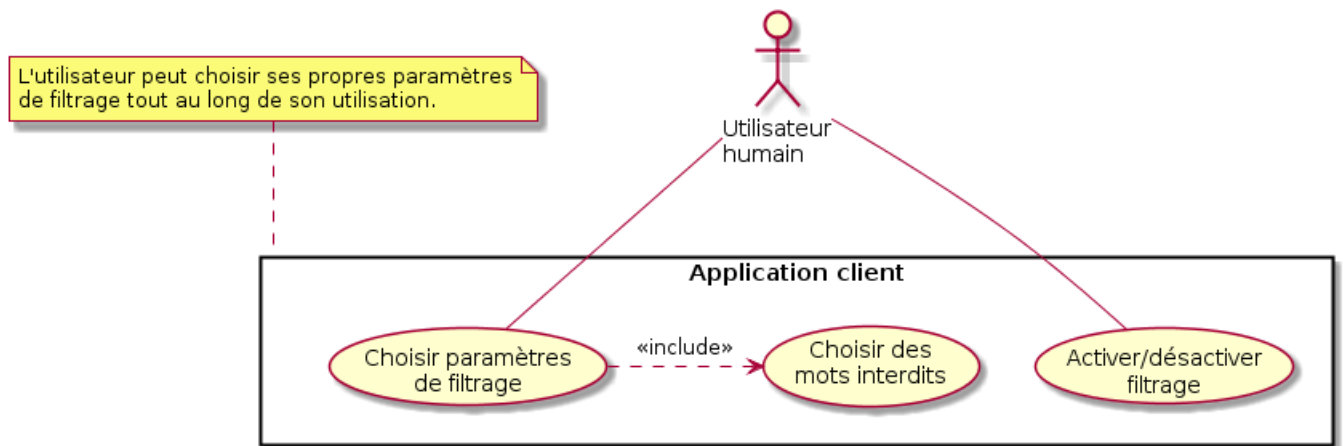 L'utilisateur peut choisir ses propres paramètres
de filtrage tout au long de son utilisation.
Utilisateur
humain
Application client
Choisir paramètres
de filtrage
«include»
Choisir des
mots interdits
Activer/désactiver
filtrage